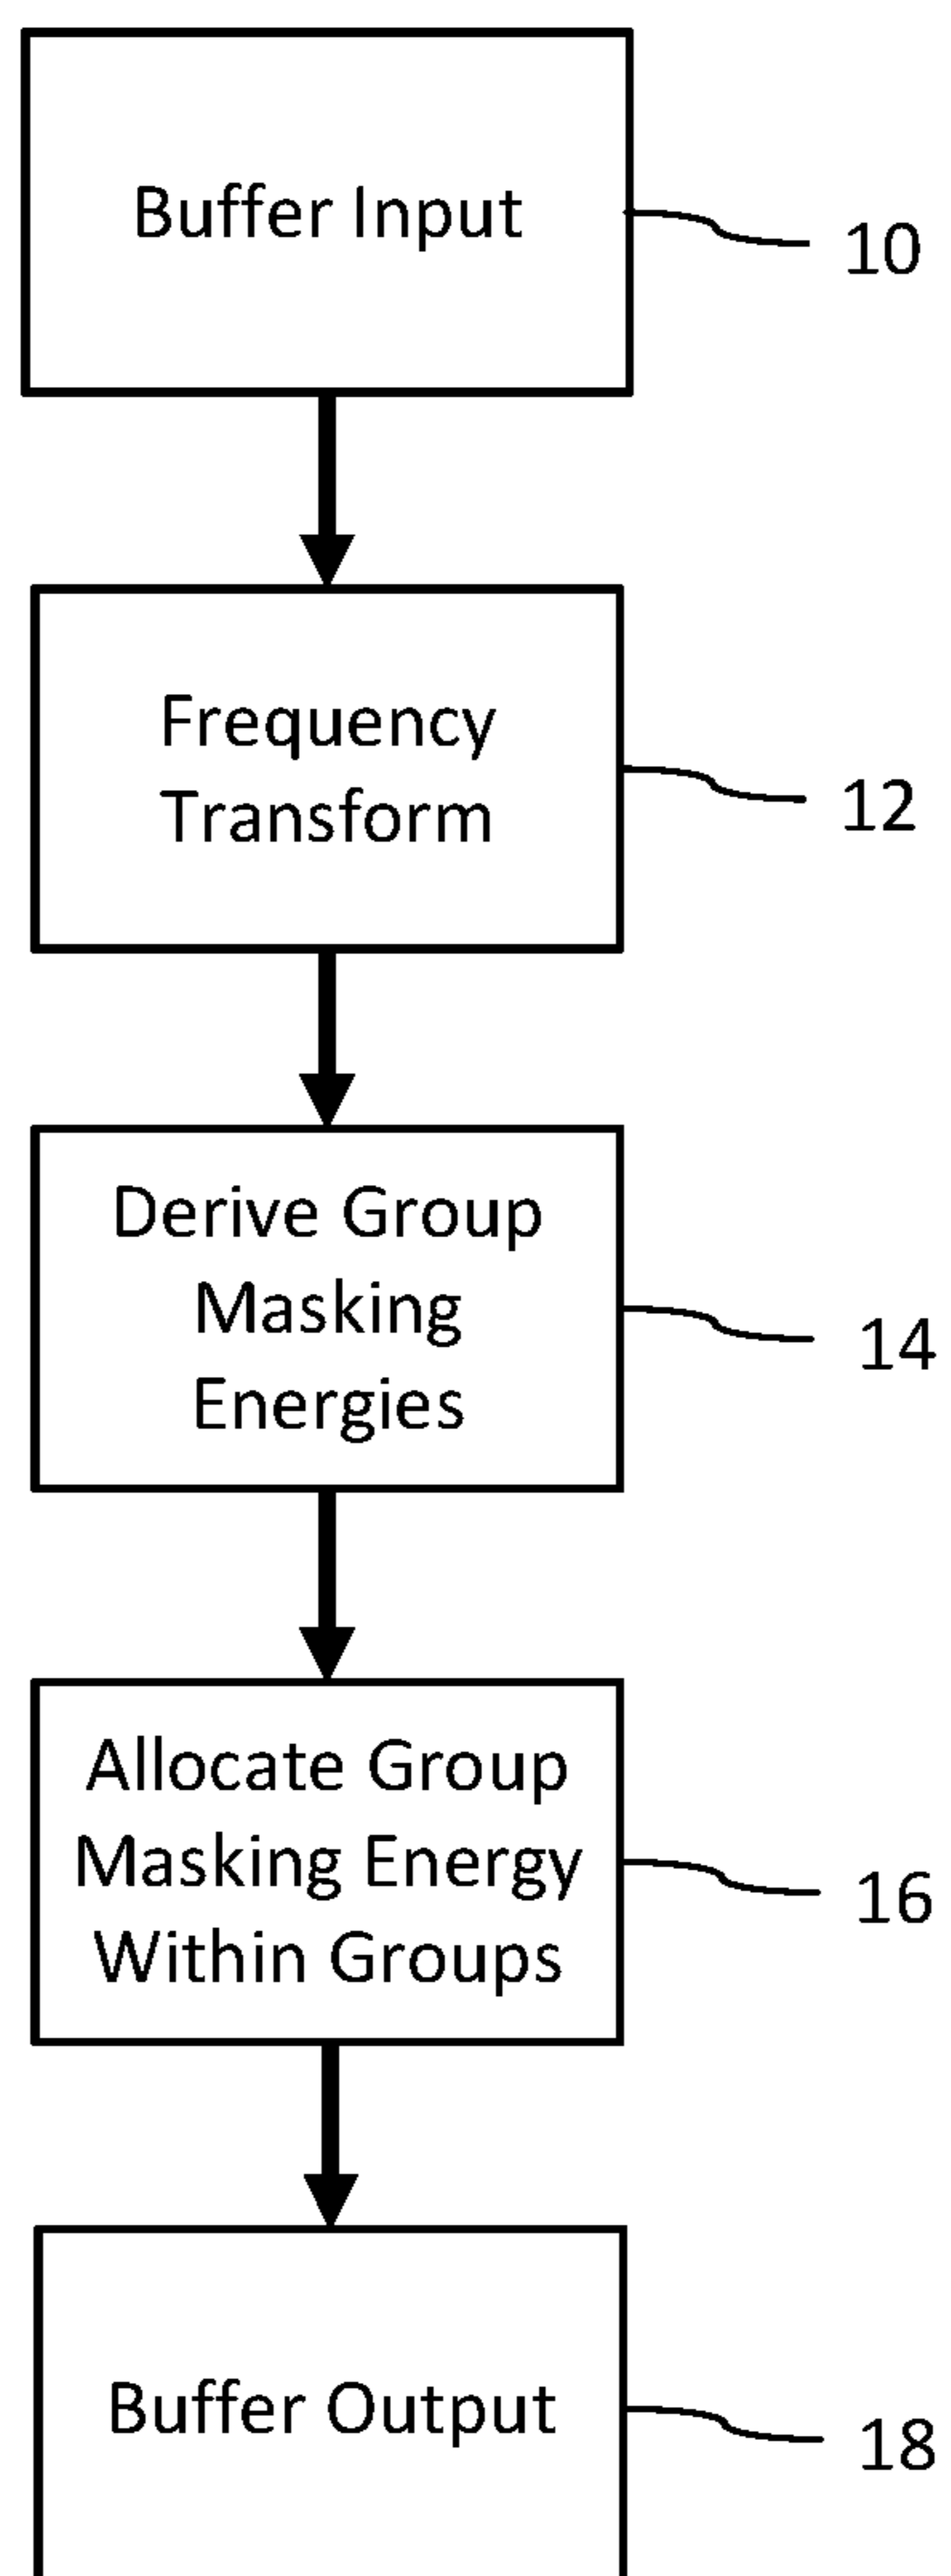 Buffer Input
10
Frequency
Transform
12
Derive Group
Masking
Energies
14
Allocate Group
Masking Energy
Within Groups
16
Buffer Output
18